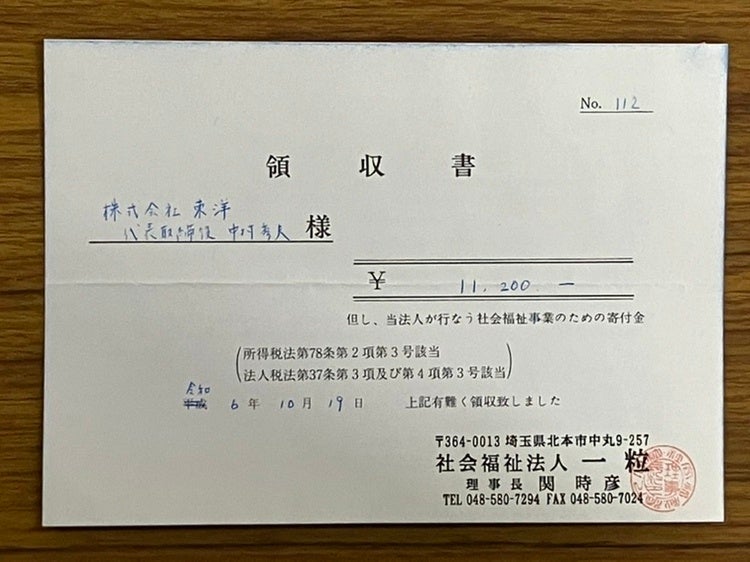 No. 112
領収書
株式会社 東洋
代表取締役 中村 様
¥ 11,200.ー
但し、当法人が行なう社会福祉事業のための寄付金
(所得税法第78条第2項第3号該当
法人税法第37条第3項及び第4項第3号該当)
令和
平成 6年 10月 19日 上記有難く領収致しました
〒364-0013 埼玉県北本市中丸9-257
社会福祉法人 一粒
理事長 関 時彦
TEL 048-580-7294 FAX 048-580-7024